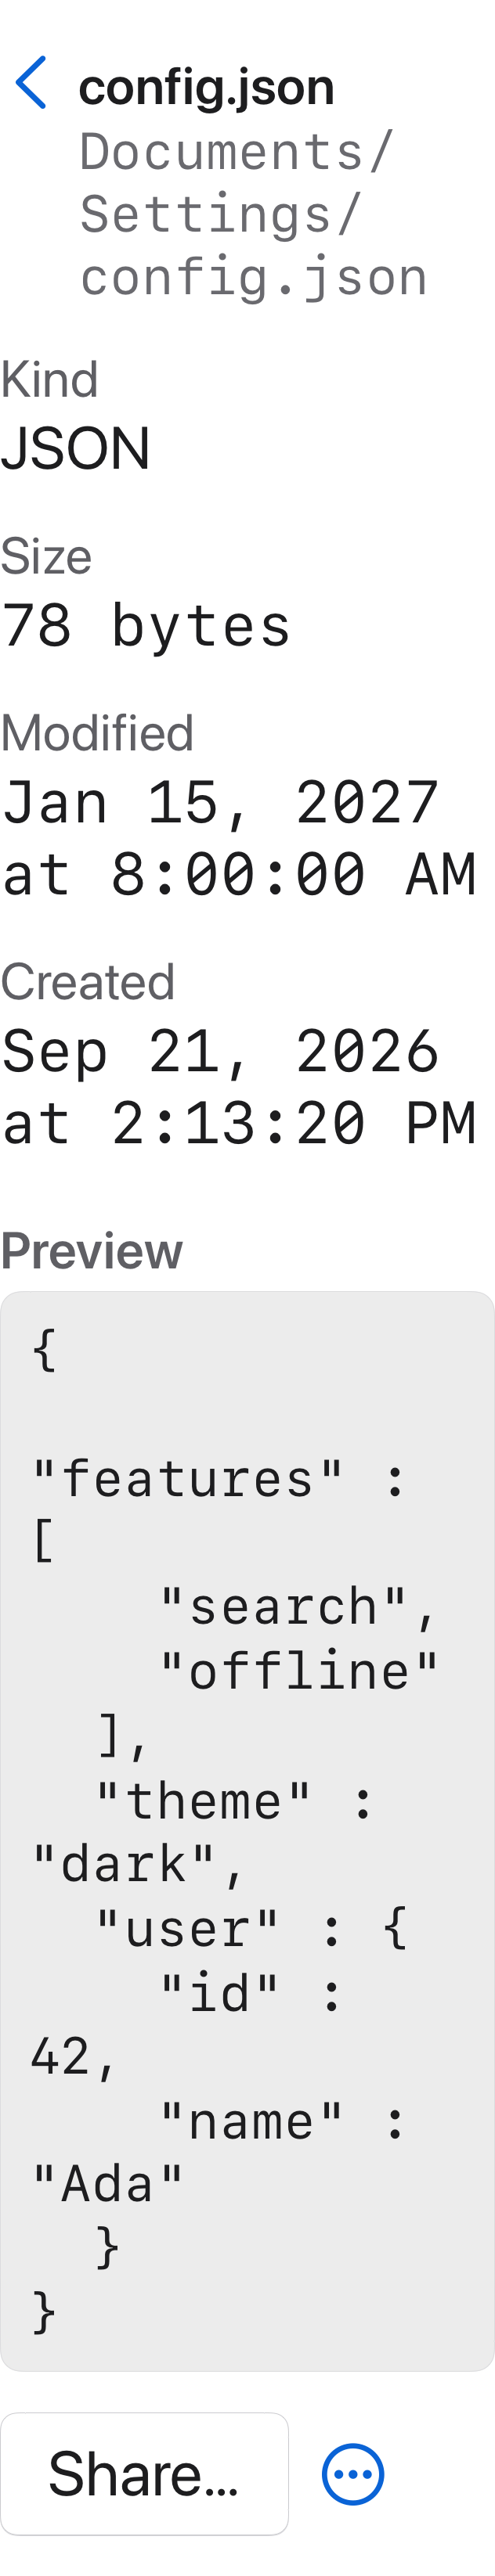 config.json
Documents/
Settings/
config.json
Kind
JSON
Size
78 bytes
Modified
Jan 15, 2027
at 8:00:00 AM
Created
Sep 21, 2026
at 2:13:20 PM
Preview
{
"features" :
[
    "search",
    "offline"
  ],
  "theme" :
"dark",
  "user" : {
    "id" :
42,
    "name" :
"Ada"
  }
}
Share...